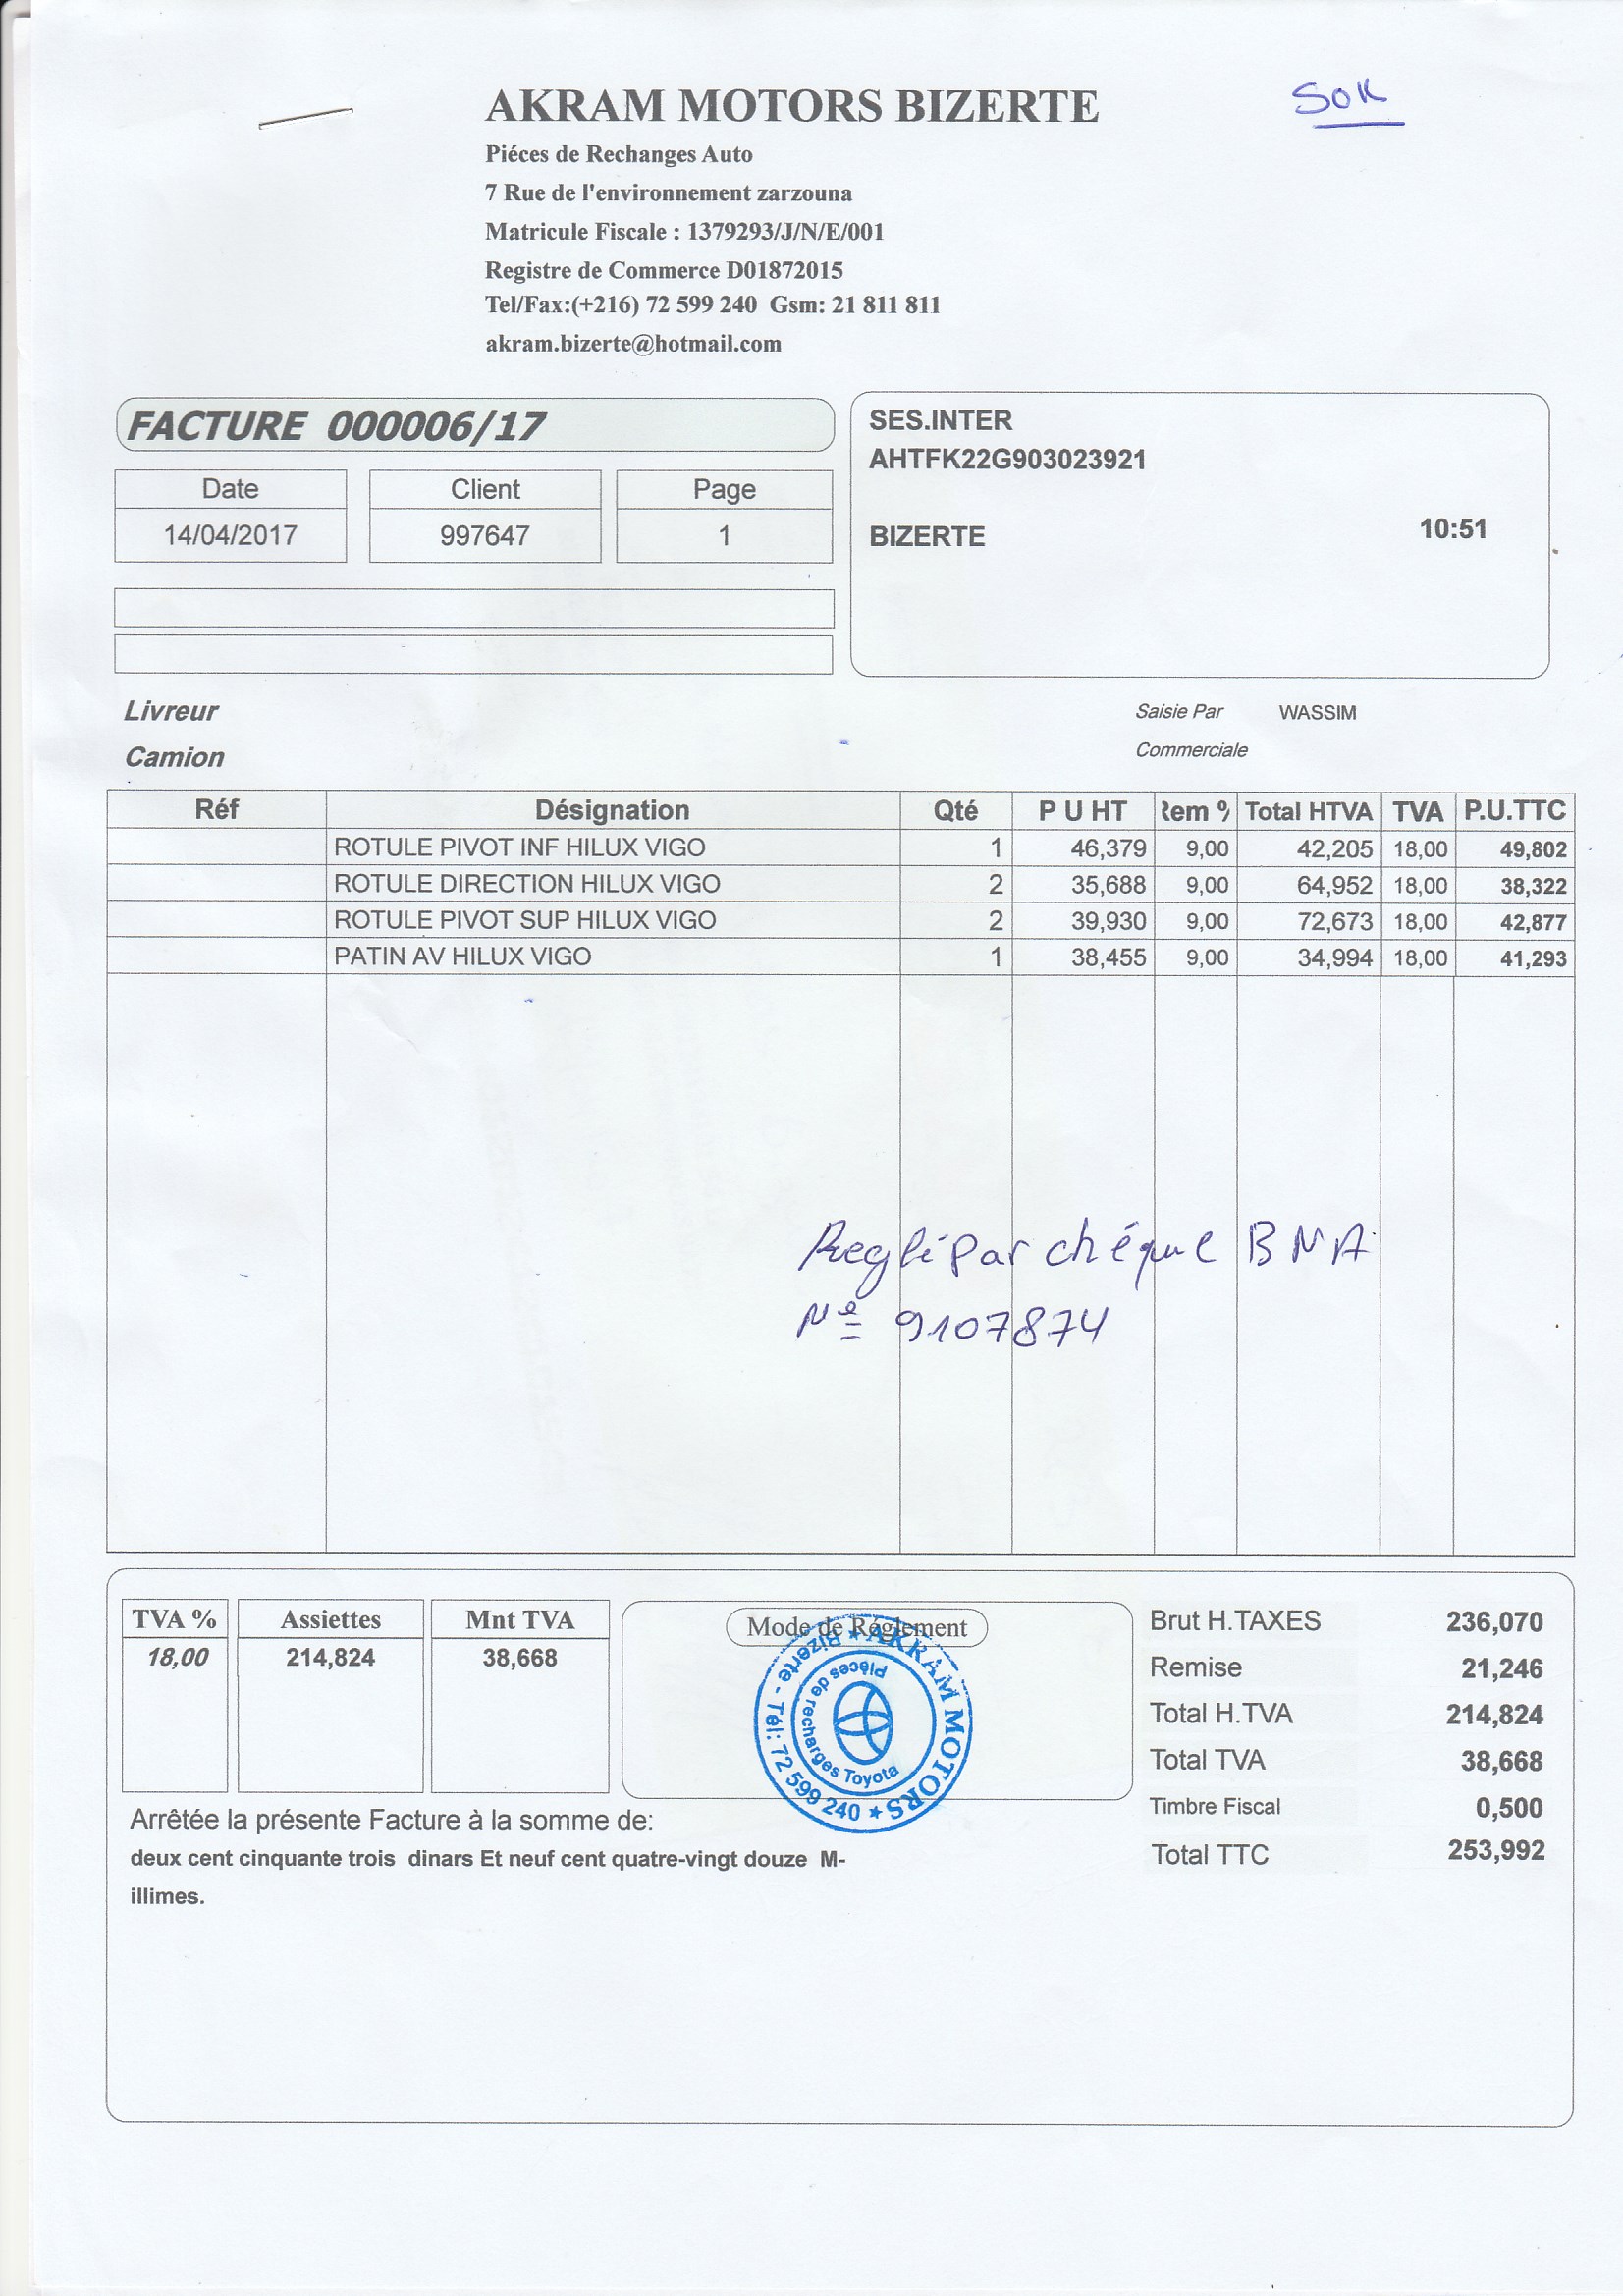 AKRAM MOTORS BIZERTE
SOK
Piéces de Rechanges Auto
7 Rue de l'environnement zarzouna
Matricule Fiscale : 1379293/J/N/E/001
Registre de Commerce D01872015
Tel/Fax:(+216) 72 599 240 Gsm: 21 811 811
akram.bizerte@hotmail.com
FACTURE 000006/17
Date Client Page
14/04/2017 997647 1
SES.INTER
AHTFK22G903023921
BIZERTE 10:51
Livreur
Camion
Saisie Par WASSIM
Commerciale
Réf Désignation Qté P U HT Rem % Total HTVA TVA P.U.TTC
ROTULE PIVOT INF HILUX VIGO 1 46,379 9,00 42,205 18,00 49,802
ROTULE DIRECTION HILUX VIGO 2 35,688 9,00 64,952 18,00 38,322
ROTULE PIVOT SUP HILUX VIGO 2 39,930 9,00 72,673 18,00 42,877
PATIN AV HILUX VIGO 1 38,455 9,00 34,994 18,00 41,293
Reglé par chéque BNA
Nº 9107874
TVA % Assiettes Mnt TVA
18,00 214,824 38,668
Mode de Réglement
AKRAM MOTORS ★ Bizerte - Tél: 72 599 240 ★
Pièces de recharges Toyota
Brut H.TAXES 236,070
Remise 21,246
Total H.TVA 214,824
Total TVA 38,668
Timbre Fiscal 0,500
Total TTC 253,992
Arrêtée la présente Facture à la somme de:
deux cent cinquante trois dinars Et neuf cent quatre-vingt douze M-
illimes.